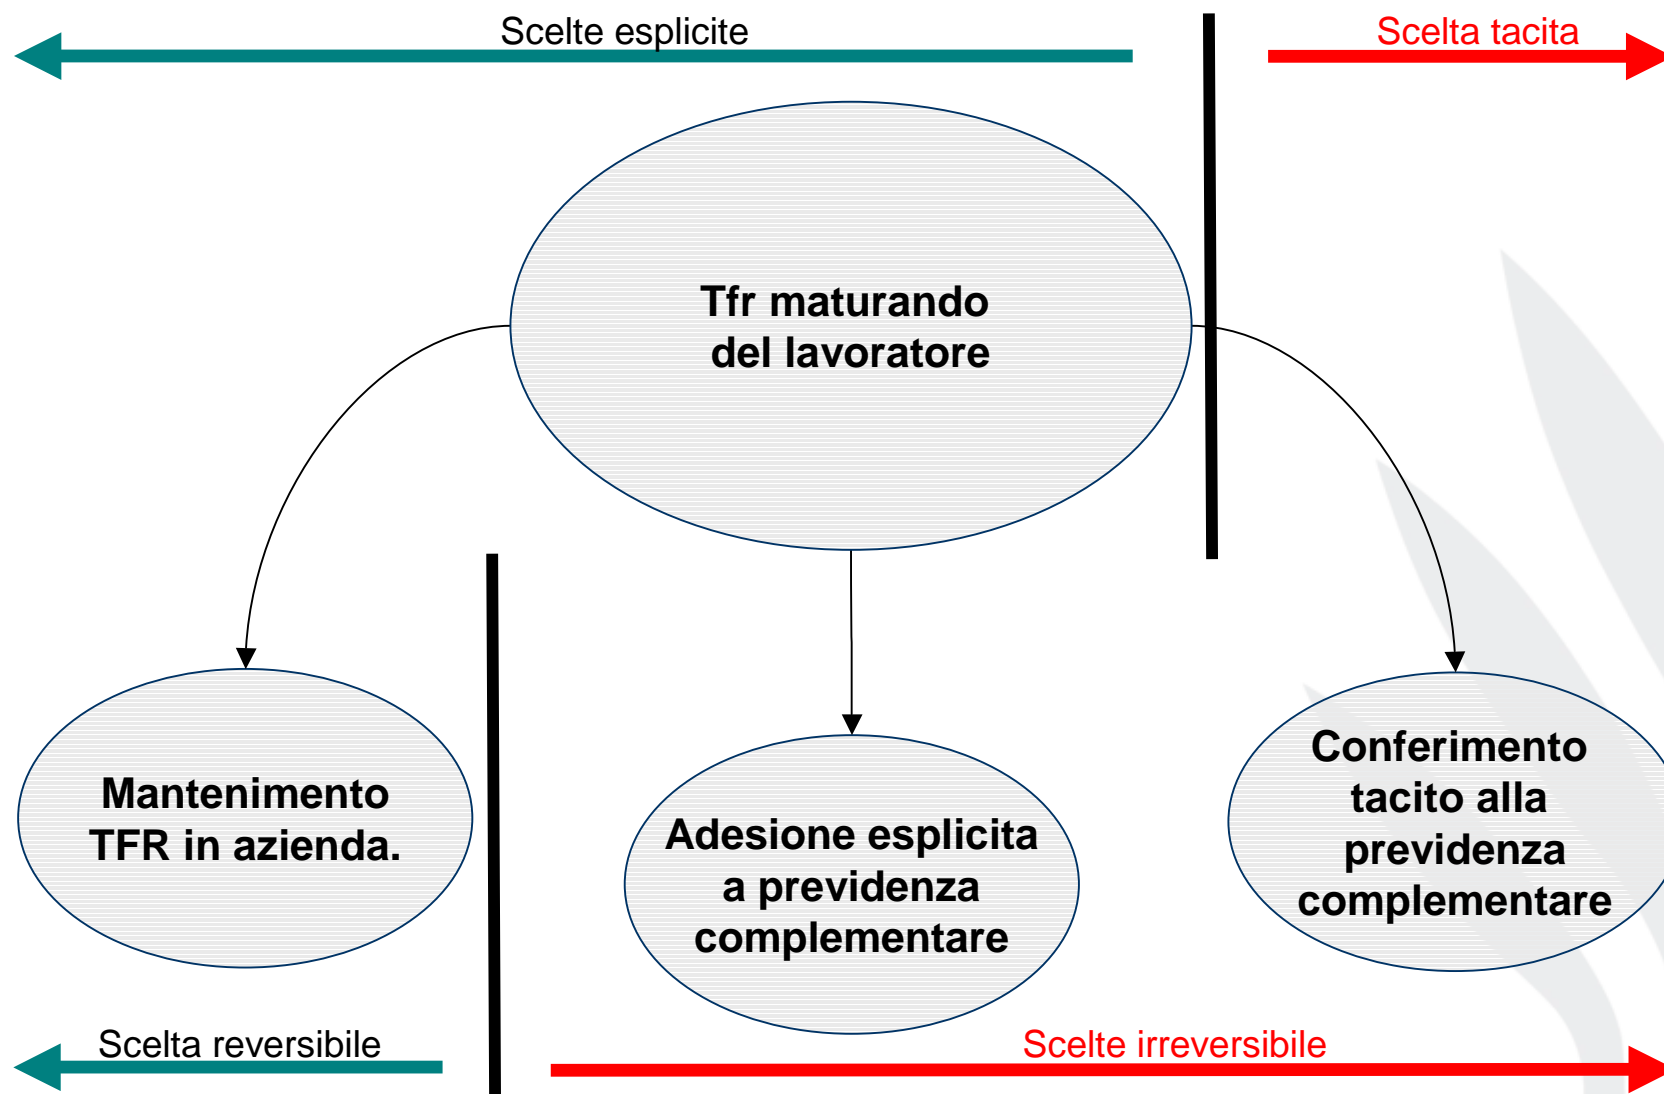 Scelte esplicite
Scelta tacita
Tfr maturando
del lavoratore
Mantenimento
TFR in azienda.
Adesione esplicita
a previdenza
complementare
Conferimento
tacito alla
previdenza
complementare
Scelta reversibile
Scelte irreversibile